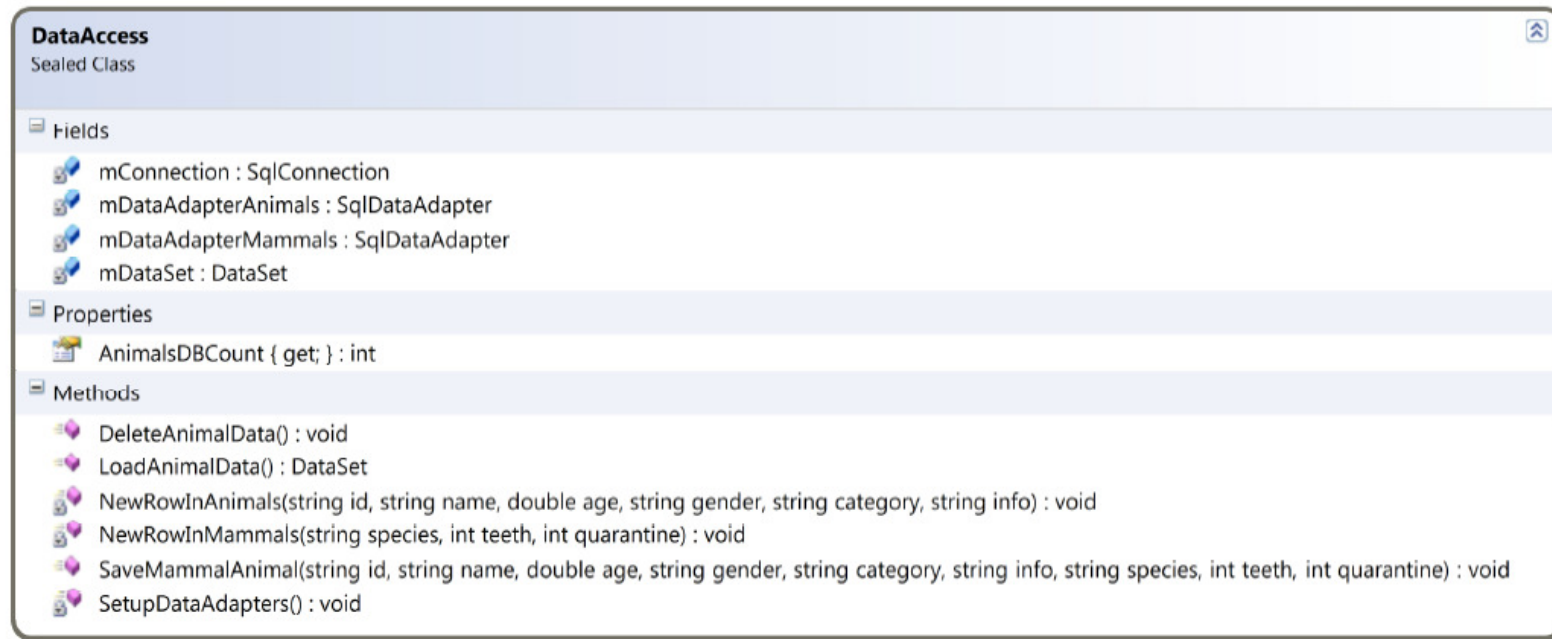 DataAccess
Sealed Class
Fields
mConnection : SqlConnection
mDataAdapterAnimals : SqlDataAdapter
mDataAdapterMammals : SqlDataAdapter
mDataSet : DataSet
Properties
AnimalsDBCount { get; } : int
Methods
DeleteAnimalData() : void
LoadAnimalData() : DataSet
NewRowInAnimals(string id, string name, double age, string gender, string category, string info) : void
NewRowInMammals(string species, int teeth, int quarantine) : void
SaveMammalAnimal(string id, string name, double age, string gender, string category, string info, string species, int teeth, int quarantine) : void
SetupDataAdapters() : void